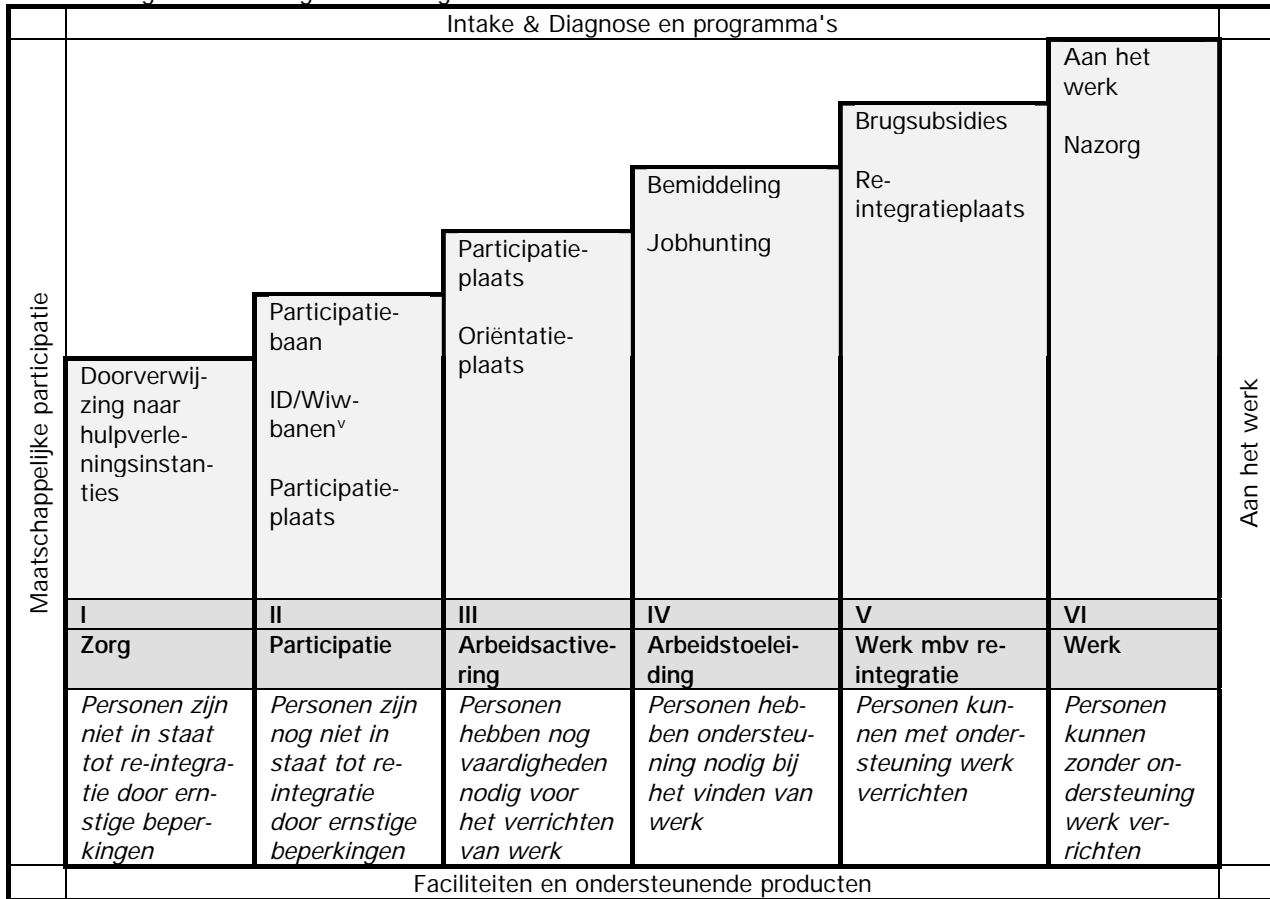 Intake & Diagnose en programma's
Maatschappelijke participatie
Doorverwij-
zing naar
hulpverle-
ningsinstan-
ties
Participatie-
baan
ID/Wiw-
banenv
Participatie-
plaats
Participatie-
plaats
Oriëntatie-
plaats
Bemiddeling
Jobhunting
Brugsubsidies
Re-
integratieplaats
Aan het
werk
Nazorg
Aan het werk
I
II
III
IV
V
VI
Zorg
Participatie
Arbeidsactive-
ring
Arbeidstoelei-
ding
Werk mbv re-
integratie
Werk
Personen zijn
niet in staat
tot re-integra-
tie door ern-
stige beper-
kingen
Personen zijn
nog niet in
staat tot re-
integratie
door ernstige
beperkingen
Personen
hebben nog
vaardigheden
nodig voor
het verrichten
van werk
Personen heb-
ben ondersteu-
ning nodig bij
het vinden van
werk
Personen kun-
nen met onder-
steuning werk
verrichten
Personen
kunnen
zonder on-
dersteuning
werk ver-
richten
Faciliteiten en ondersteunende producten